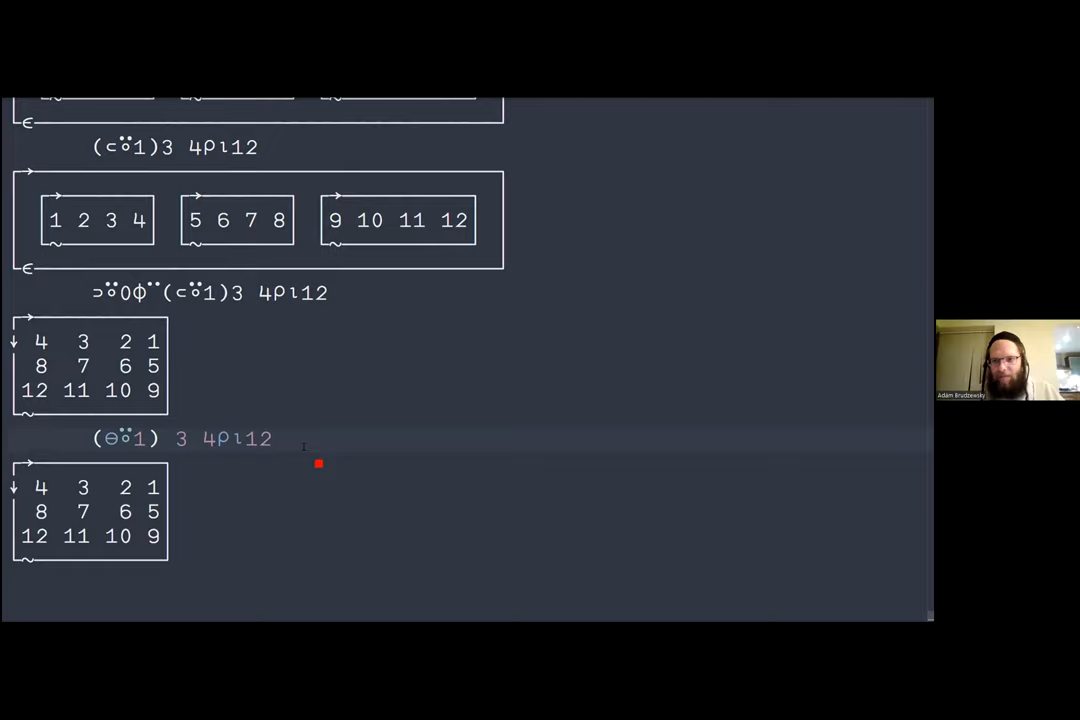 (⊂⍤1)3 4⍴⍳12
1 2 3 4 5 6 7 8 9 10 11 12
⊃⍤0⌽¨(⊂⍤1)3 4⍴⍳12
4 3 2 1
8 7 6 5
12 11 10 9
(⊖⍤1) 3 4⍴⍳12
4 3 2 1
8 7 6 5
12 11 10 9
Adám Brudzewsky